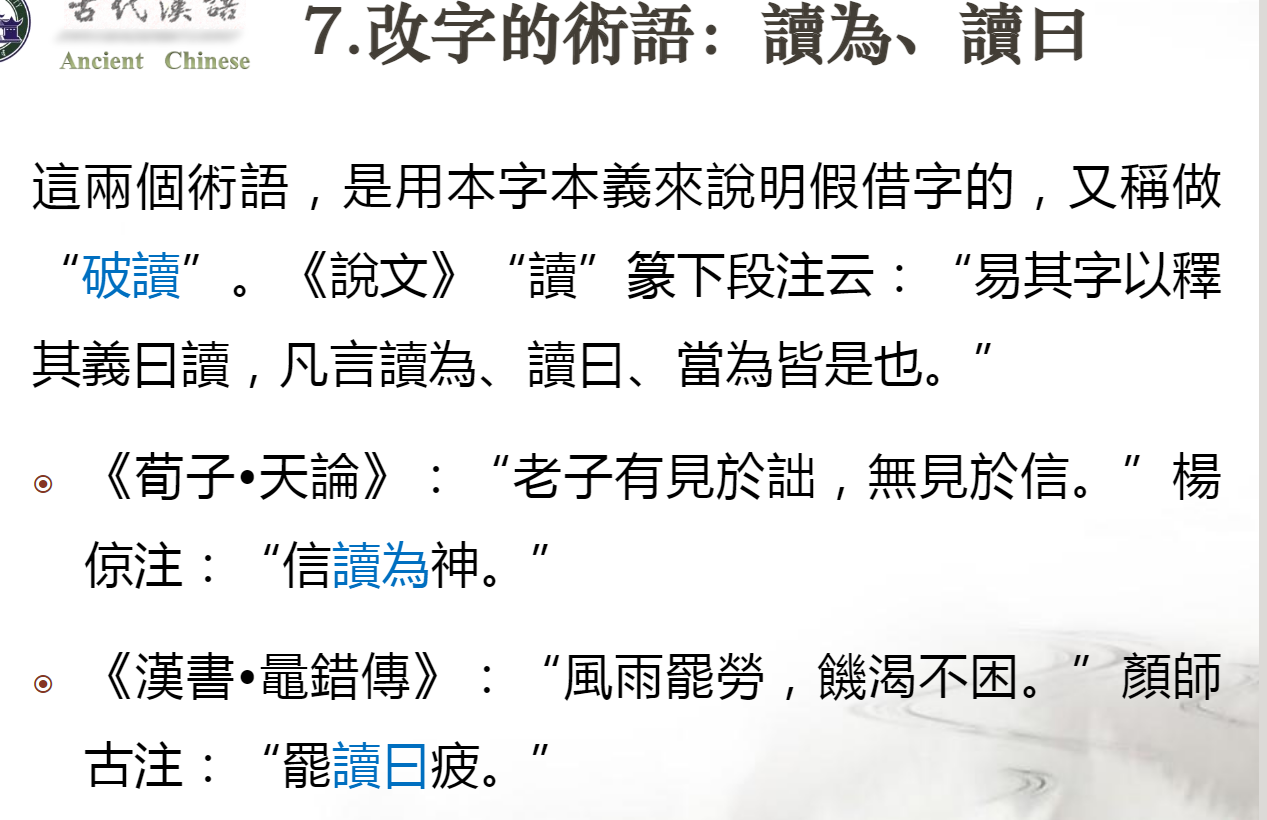 古代漢語
Ancient Chinese
7.改字的術語：讀為、讀曰
這兩個術語，是用本字本義來說明假借字的，又稱做
“破讀”。《說文》“讀”篆下段注云：“易其字以釋
其義曰讀，凡言讀為、讀曰、當為皆是也。”
《荀子•天論》：“老子有見於詘，無見於信。”楊
倞注：“信讀為神。”
《漢書•鼂錯傳》：“風雨罷勞，饑渴不困。”顏師
古注：“罷讀曰疲。”